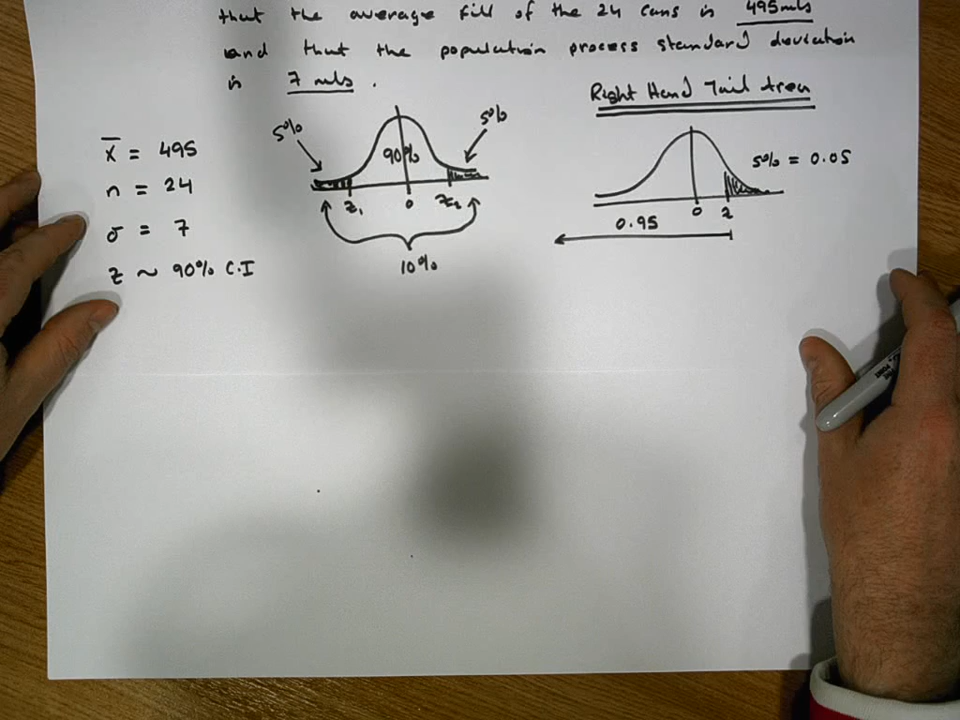 that the average fill of the 24 cans is 495mls
and that the population process standard deviation
is 7 mls .
Right Hand Tail Area
x̄ = 495
n = 24
σ = 7
z ~ 90% C.I
5% 5%
90%
z₁ 0 z₂
10%
5% = 0.05
0 z
0.95